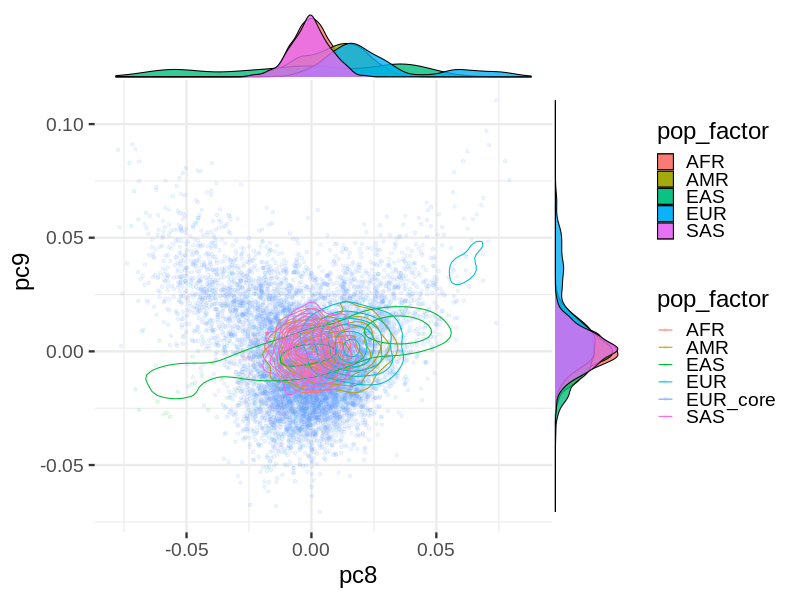 0.10
0.05
0.00
-0.05
pc9
-0.05
0.00
0.05
pc8
pop_factor
AFR
AMR
EAS
EUR
SAS
pop_factor
AFR
AMR
EAS
EUR
EUR_core
SAS